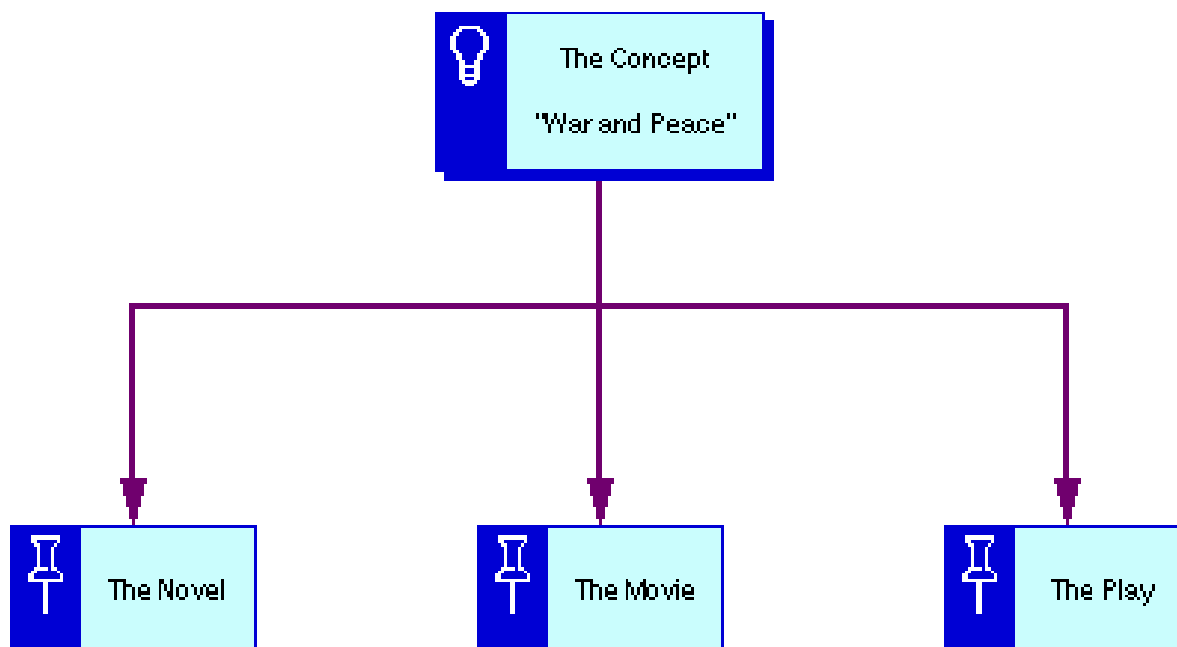 The Concept
"War and Peace"
The Novel
The Movie
The Play